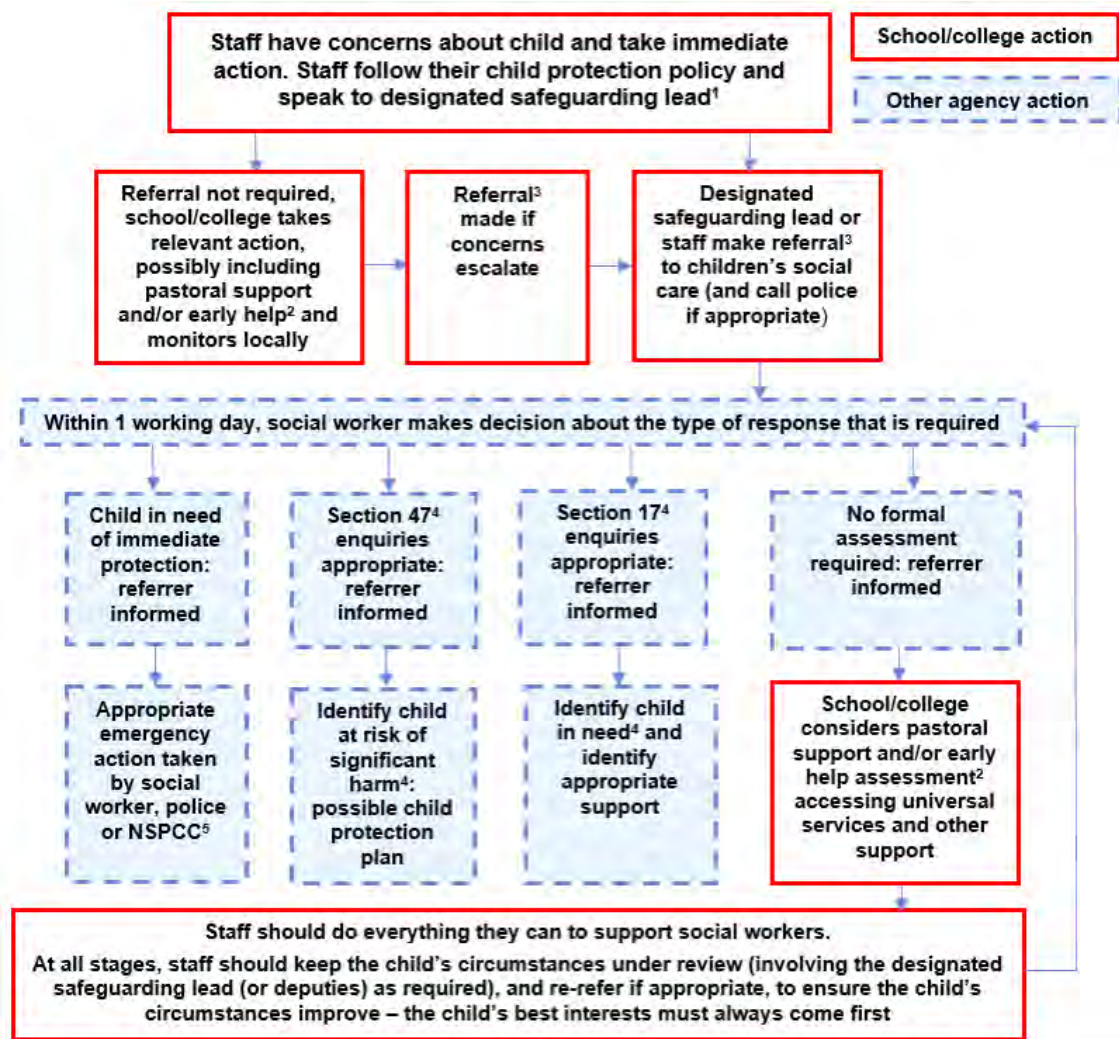 Staff have concerns about child and take immediate
action. Staff follow their child protection policy and
speak to designated safeguarding lead¹
School/college action
Other agency action
Referral not required,
school/college takes
relevant action,
possibly including
pastoral support
and/or early help² and
monitors locally
Referral³
made if
concerns
escalate
Designated
safeguarding lead or
staff make referral³
to children's social
care (and call police
if appropriate)
Within 1 working day, social worker makes decision about the type of response that is required
Child in need
of immediate
protection:
referrer
informed
Section 47⁴
enquiries
appropriate:
referrer
informed
Section 17⁴
enquiries
appropriate:
referrer
informed
No formal
assessment
required: referrer
informed
Appropriate
emergency
action taken
by social
worker, police
or NSPCC⁵
Identify child
at risk of
significant
harm⁴:
possible child
protection
plan
Identify child
in need⁴ and
identify
appropriate
support
School/college
considers pastoral
support and/or early
help assessment²
accessing universal
services and other
support
Staff should do everything they can to support social workers.
At all stages, staff should keep the child's circumstances under review (involving the designated
safeguarding lead (or deputies) as required), and re-refer if appropriate, to ensure the child's
circumstances improve – the child's best interests must always come first